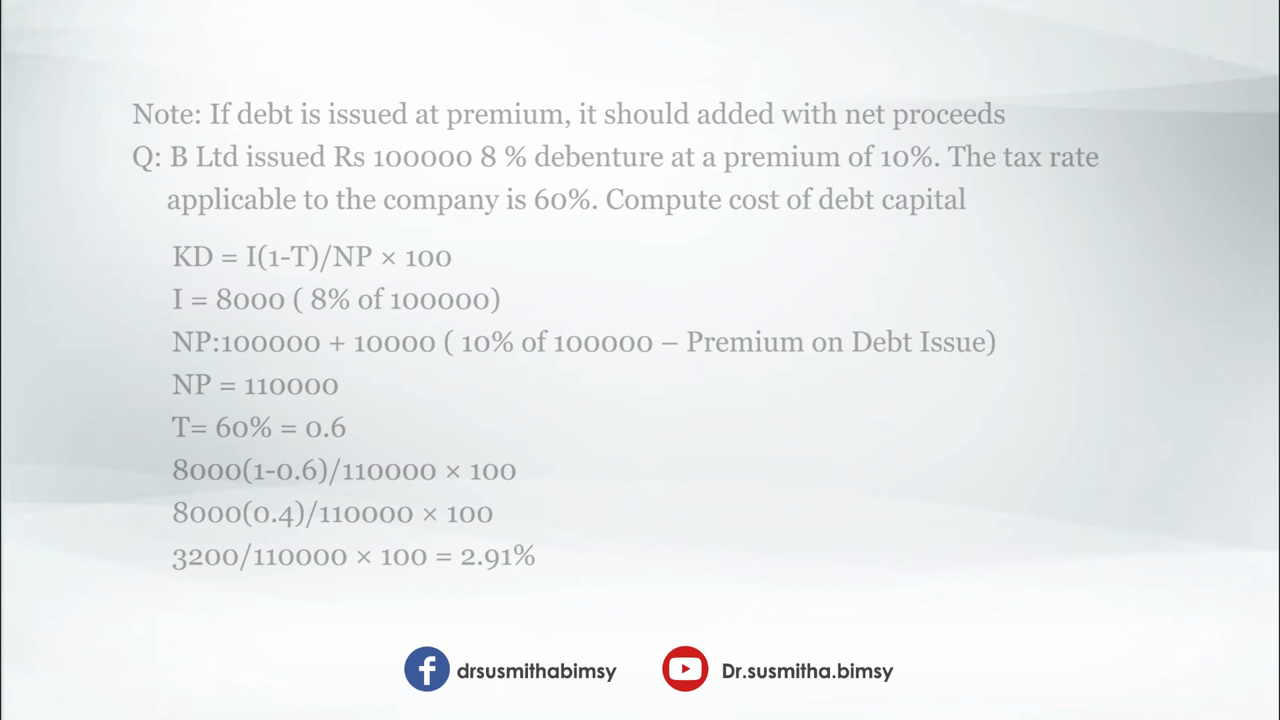 Note: If debt is issued at premium, it should added with net proceeds
Q: B Ltd issued Rs 100000 8 % debenture at a premium of 10%. The tax rate
applicable to the company is 60%. Compute cost of debt capital
KD = I(1-T)/NP × 100
I = 8000 ( 8% of 100000)
NP:100000 + 10000 ( 10% of 100000 – Premium on Debt Issue)
NP = 110000
T= 60% = 0.6
8000(1-0.6)/110000 × 100
8000(0.4)/110000 × 100
3200/110000 × 100 = 2.91%
f drsusmithabimsy Dr.susmitha.bimsy